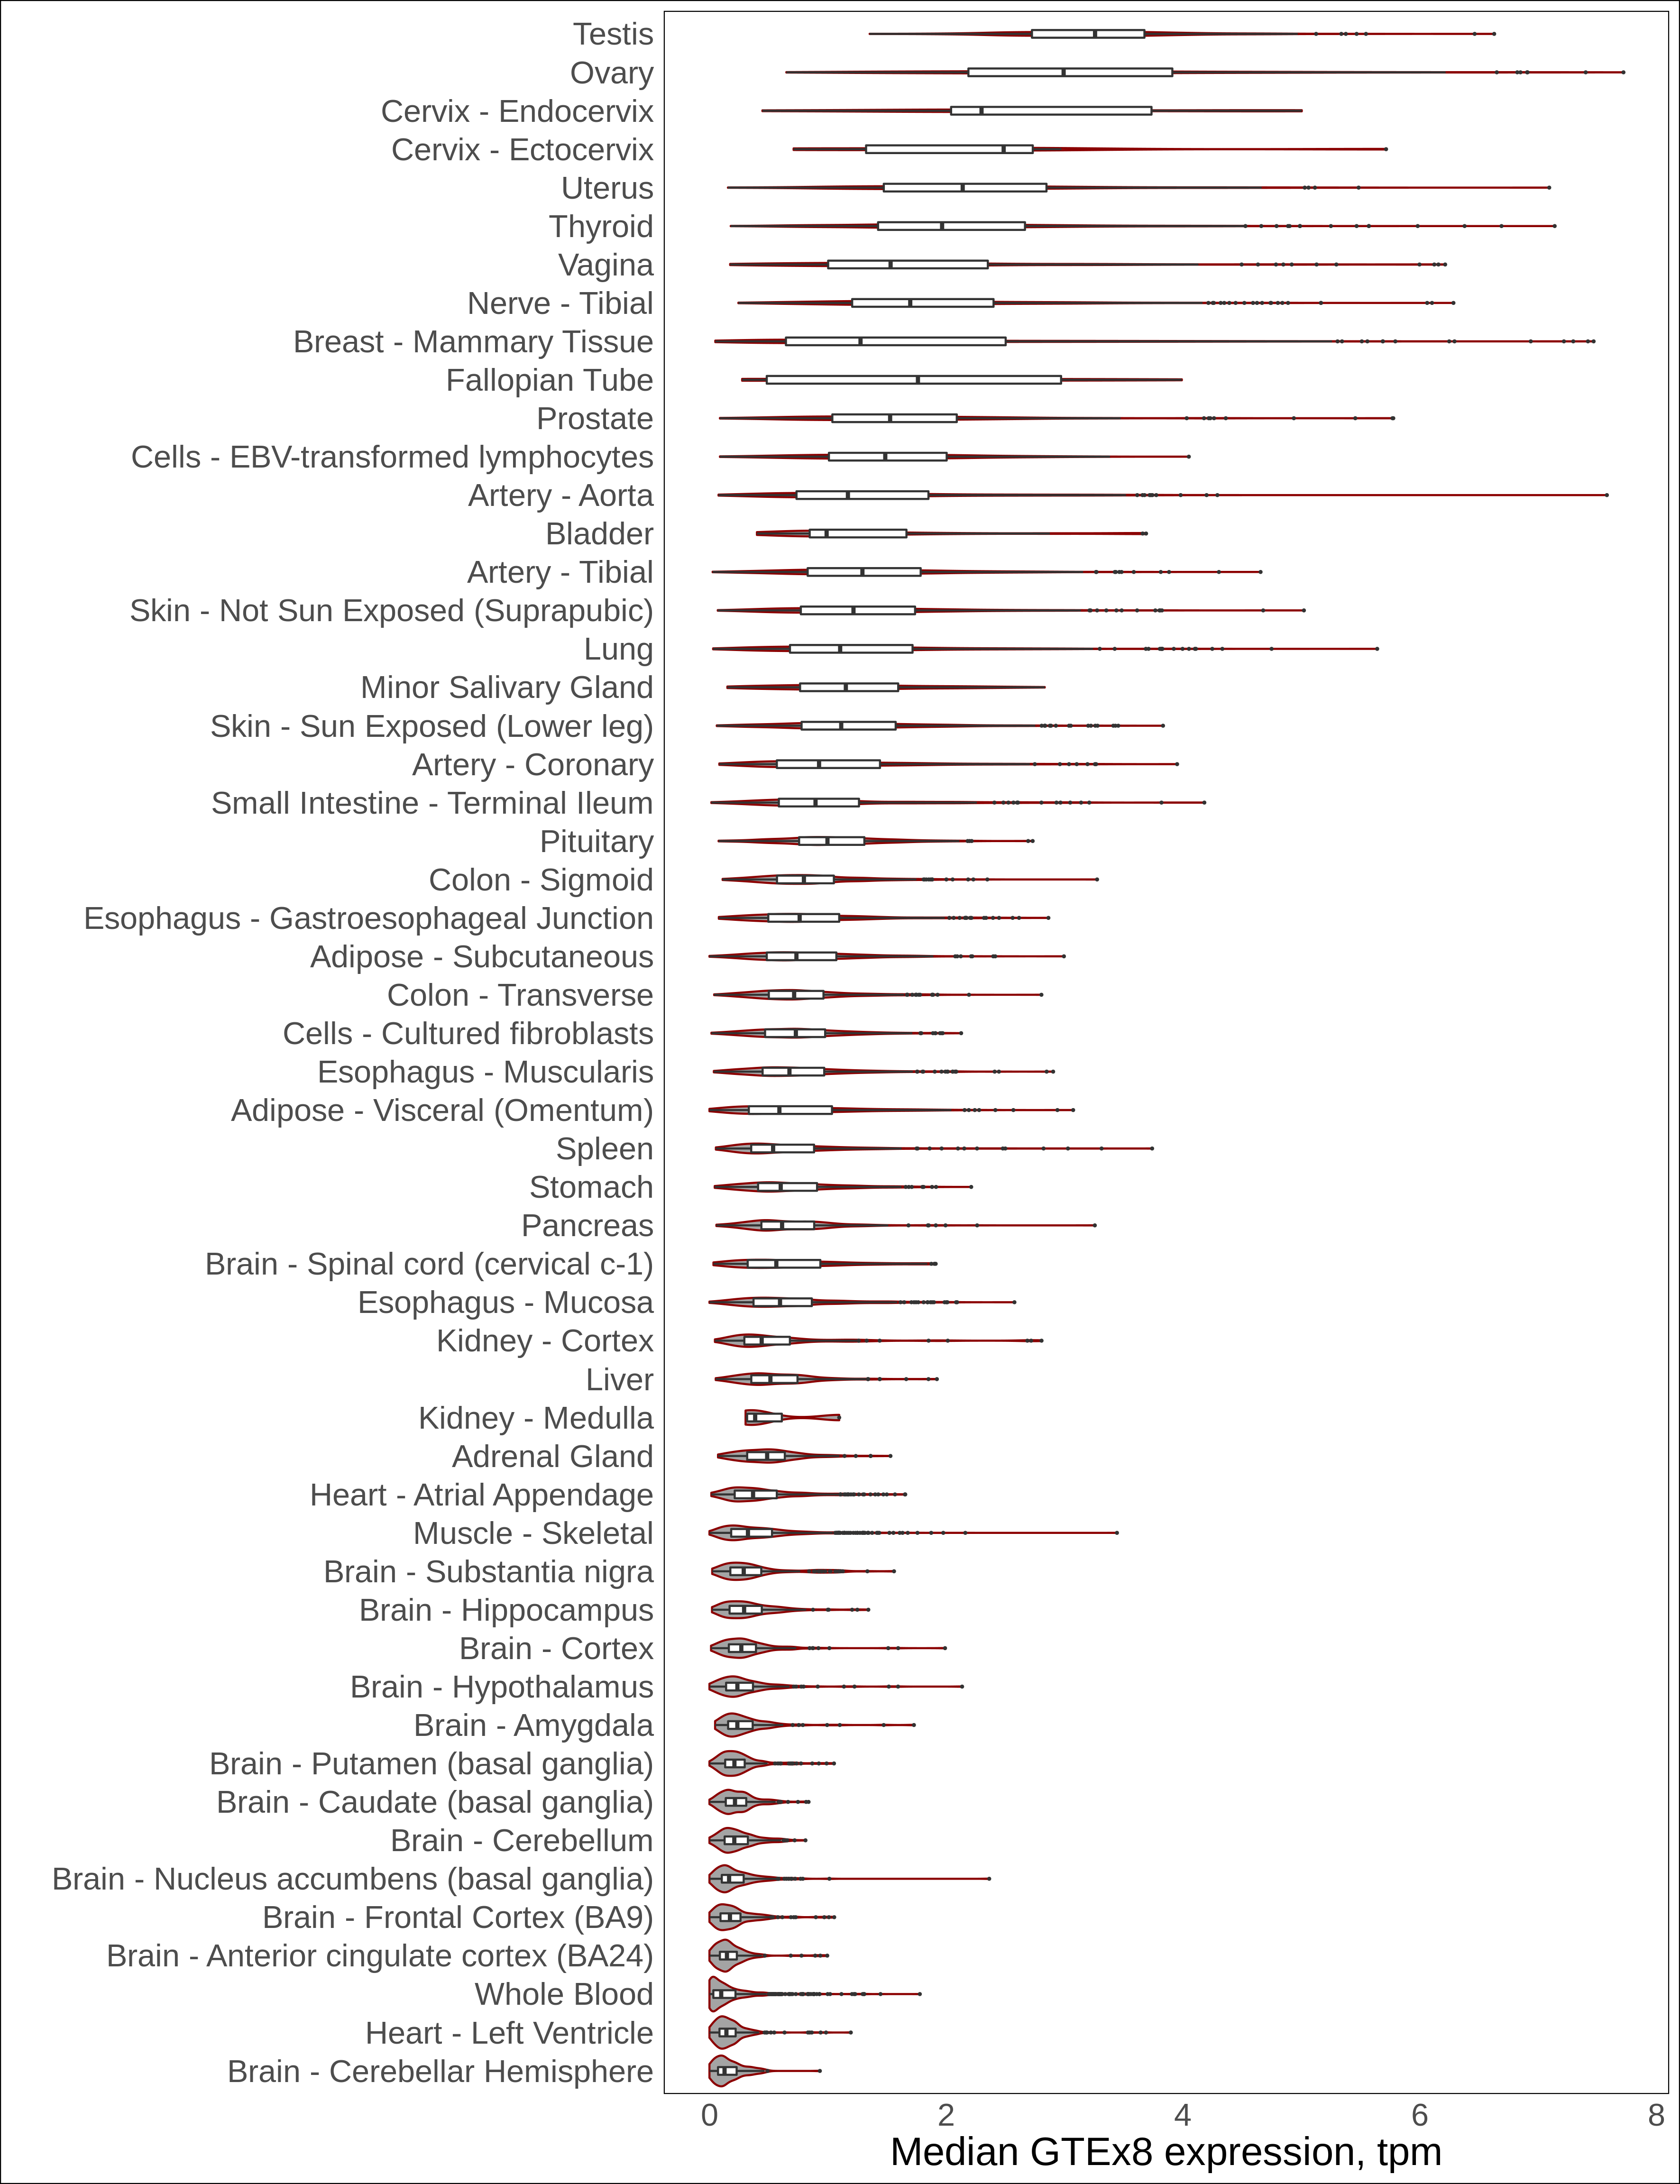 Testis
Ovary
Cervix - Endocervix
Cervix - Ectocervix
Uterus
Thyroid
Vagina
Nerve - Tibial
Breast - Mammary Tissue
Fallopian Tube
Prostate
Cells - EBV-transformed lymphocytes
Artery - Aorta
Bladder
Artery - Tibial
Skin - Not Sun Exposed (Suprapubic)
Lung
Minor Salivary Gland
Skin - Sun Exposed (Lower leg)
Artery - Coronary
Small Intestine - Terminal Ileum
Pituitary
Colon - Sigmoid
Esophagus - Gastroesophageal Junction
Adipose - Subcutaneous
Colon - Transverse
Cells - Cultured fibroblasts
Esophagus - Muscularis
Adipose - Visceral (Omentum)
Spleen
Stomach
Pancreas
Brain - Spinal cord (cervical c-1)
Esophagus - Mucosa
Kidney - Cortex
Liver
Kidney - Medulla
Adrenal Gland
Heart - Atrial Appendage
Muscle - Skeletal
Brain - Substantia nigra
Brain - Hippocampus
Brain - Cortex
Brain - Hypothalamus
Brain - Amygdala
Brain - Putamen (basal ganglia)
Brain - Caudate (basal ganglia)
Brain - Cerebellum
Brain - Nucleus accumbens (basal ganglia)
Brain - Frontal Cortex (BA9)
Brain - Anterior cingulate cortex (BA24)
Whole Blood
Heart - Left Ventricle
Brain - Cerebellar Hemisphere
0 2 4 6 8
Median GTEx8 expression, tpm